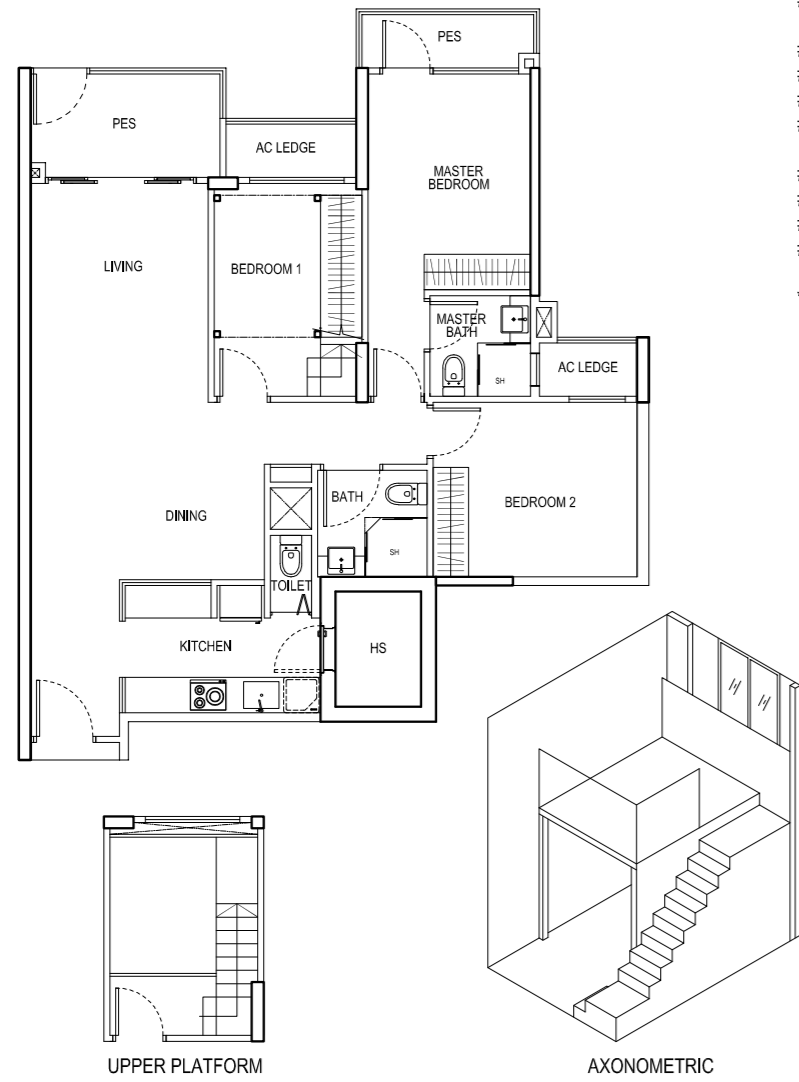 PES
PES
AC LEDGE
MASTER
BEDROOM
LIVING
BEDROOM 1
MASTER
BATH
SH
AC LEDGE
BATH
BEDROOM 2
DINING
SH
TOILET
KITCHEN
HS
UPPER PLATFORM
AXONOMETRIC